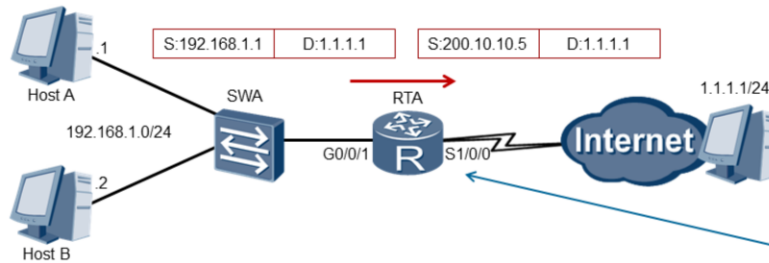 S:192.168.1.1 D:1.1.1.1
S:200.10.10.5 D:1.1.1.1
.1
Host A
SWA
RTA
1.1.1.1/24
192.168.1.0/24
G0/0/1
R
S1/0/0
Internet
.2
Host B